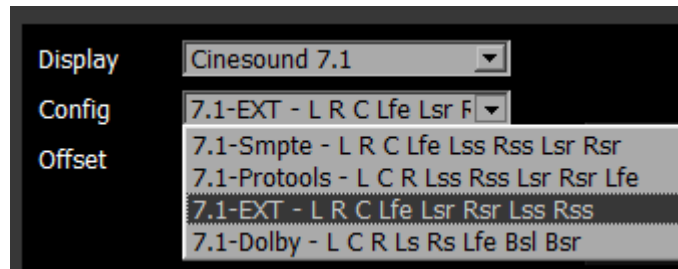 Display Cinesound 7.1
Config 7.1-EXT - L R C Lfe Lsr R
Offset
7.1-Smpte - L R C Lfe Lss Rss Lsr Rsr
7.1-Protools - L C R Lss Rss Lsr Rsr Lfe
7.1-EXT - L R C Lfe Lsr Rsr Lss Rss
7.1-Dolby - L C R Ls Rs Lfe Bsl Bsr